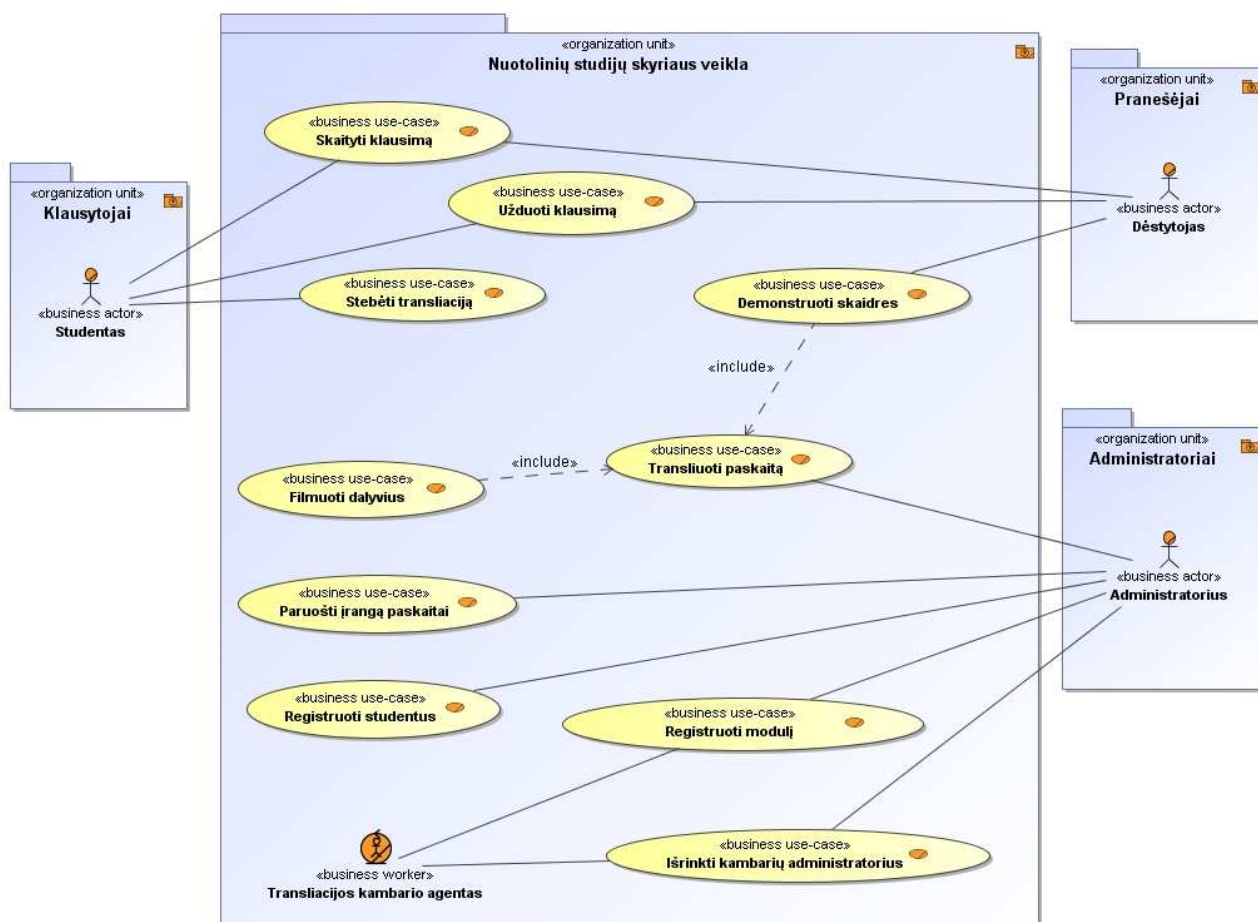 «organization unit»
Nuotolinių studijų skyriaus veikla
«organization unit»
Pranešėjai
«business use-case»
Skaityti klausimą
«organization unit»
Klausytojai
«business use-case»
Užduoti klausimą
«business actor»
Dėstytojas
«business use-case»
Stebėti transliaciją
«business use-case»
Demonstruoti skaidres
«business actor»
Studentas
«include»
«organization unit»
Administratoriai
«business use-case»
Transliuoti paskaitą
«include»
«business use-case»
Filmuoti dalyvius
«business actor»
Administratorius
«business use-case»
Paruošti įrangą paskaitai
«business use-case»
Registruoti studentus
«business use-case»
Registruoti modulį
«business use-case»
Išrinkti kambarių administratorius
«business worker»
Transliacijos kambario agentas